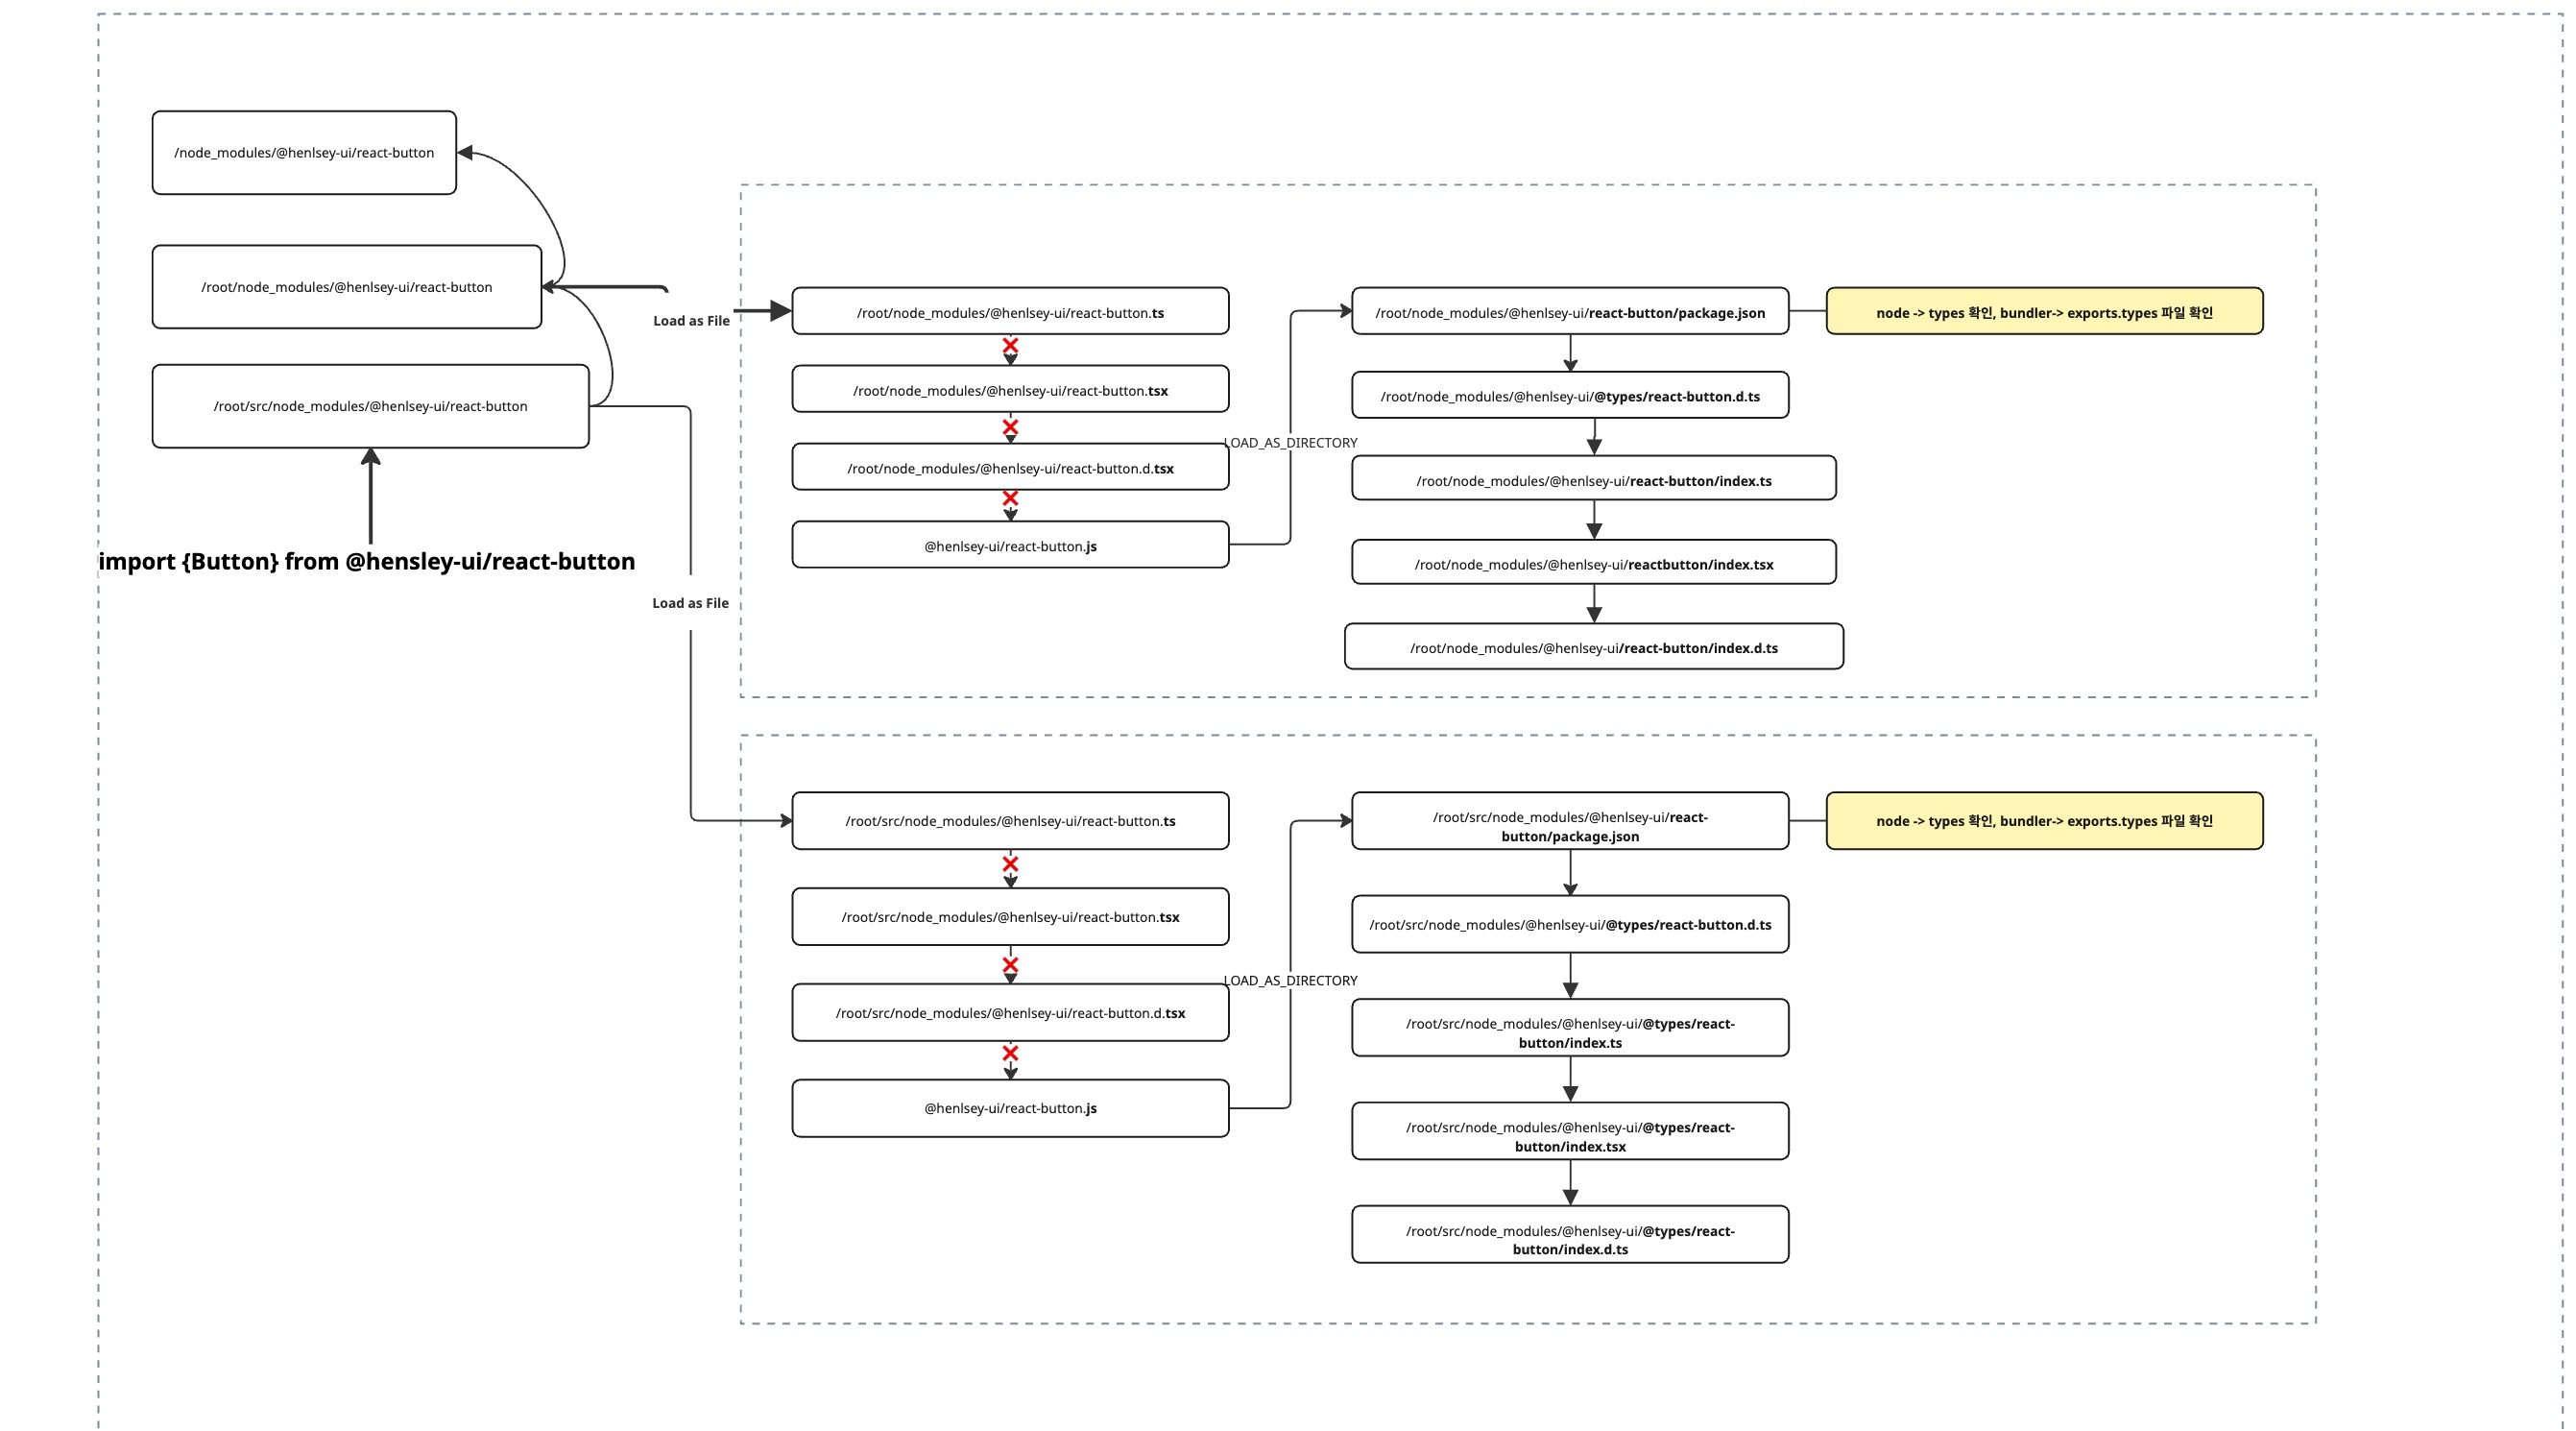 /node_modules/@henlsey-ui/react-button
/root/node_modules/@henlsey-ui/react-button
/root/src/node_modules/@henlsey-ui/react-button
import {Button} from @hensley-ui/react-button
Load as File
Load as File
/root/node_modules/@henlsey-ui/react-button.ts
/root/node_modules/@henlsey-ui/react-button.tsx
/root/node_modules/@henlsey-ui/react-button.d.tsx
@henlsey-ui/react-button.js
LOAD_AS_DIRECTORY
/root/node_modules/@henlsey-ui/react-button/package.json
node -> types 확인, bundler-> exports.types 파일 확인
/root/node_modules/@henlsey-ui/@types/react-button.d.ts
/root/node_modules/@henlsey-ui/react-button/index.ts
/root/node_modules/@henlsey-ui/reactbutton/index.tsx
/root/node_modules/@henlsey-ui/react-button/index.d.ts
/root/src/node_modules/@henlsey-ui/react-button.ts
/root/src/node_modules/@henlsey-ui/react-button.tsx
/root/src/node_modules/@henlsey-ui/react-button.d.tsx
@henlsey-ui/react-button.js
LOAD_AS_DIRECTORY
/root/src/node_modules/@henlsey-ui/react-
button/package.json
node -> types 확인, bundler-> exports.types 파일 확인
/root/src/node_modules/@henlsey-ui/@types/react-button.d.ts
/root/src/node_modules/@henlsey-ui/@types/react-
button/index.ts
/root/src/node_modules/@henlsey-ui/@types/react-
button/index.tsx
/root/src/node_modules/@henlsey-ui/@types/react-
button/index.d.ts